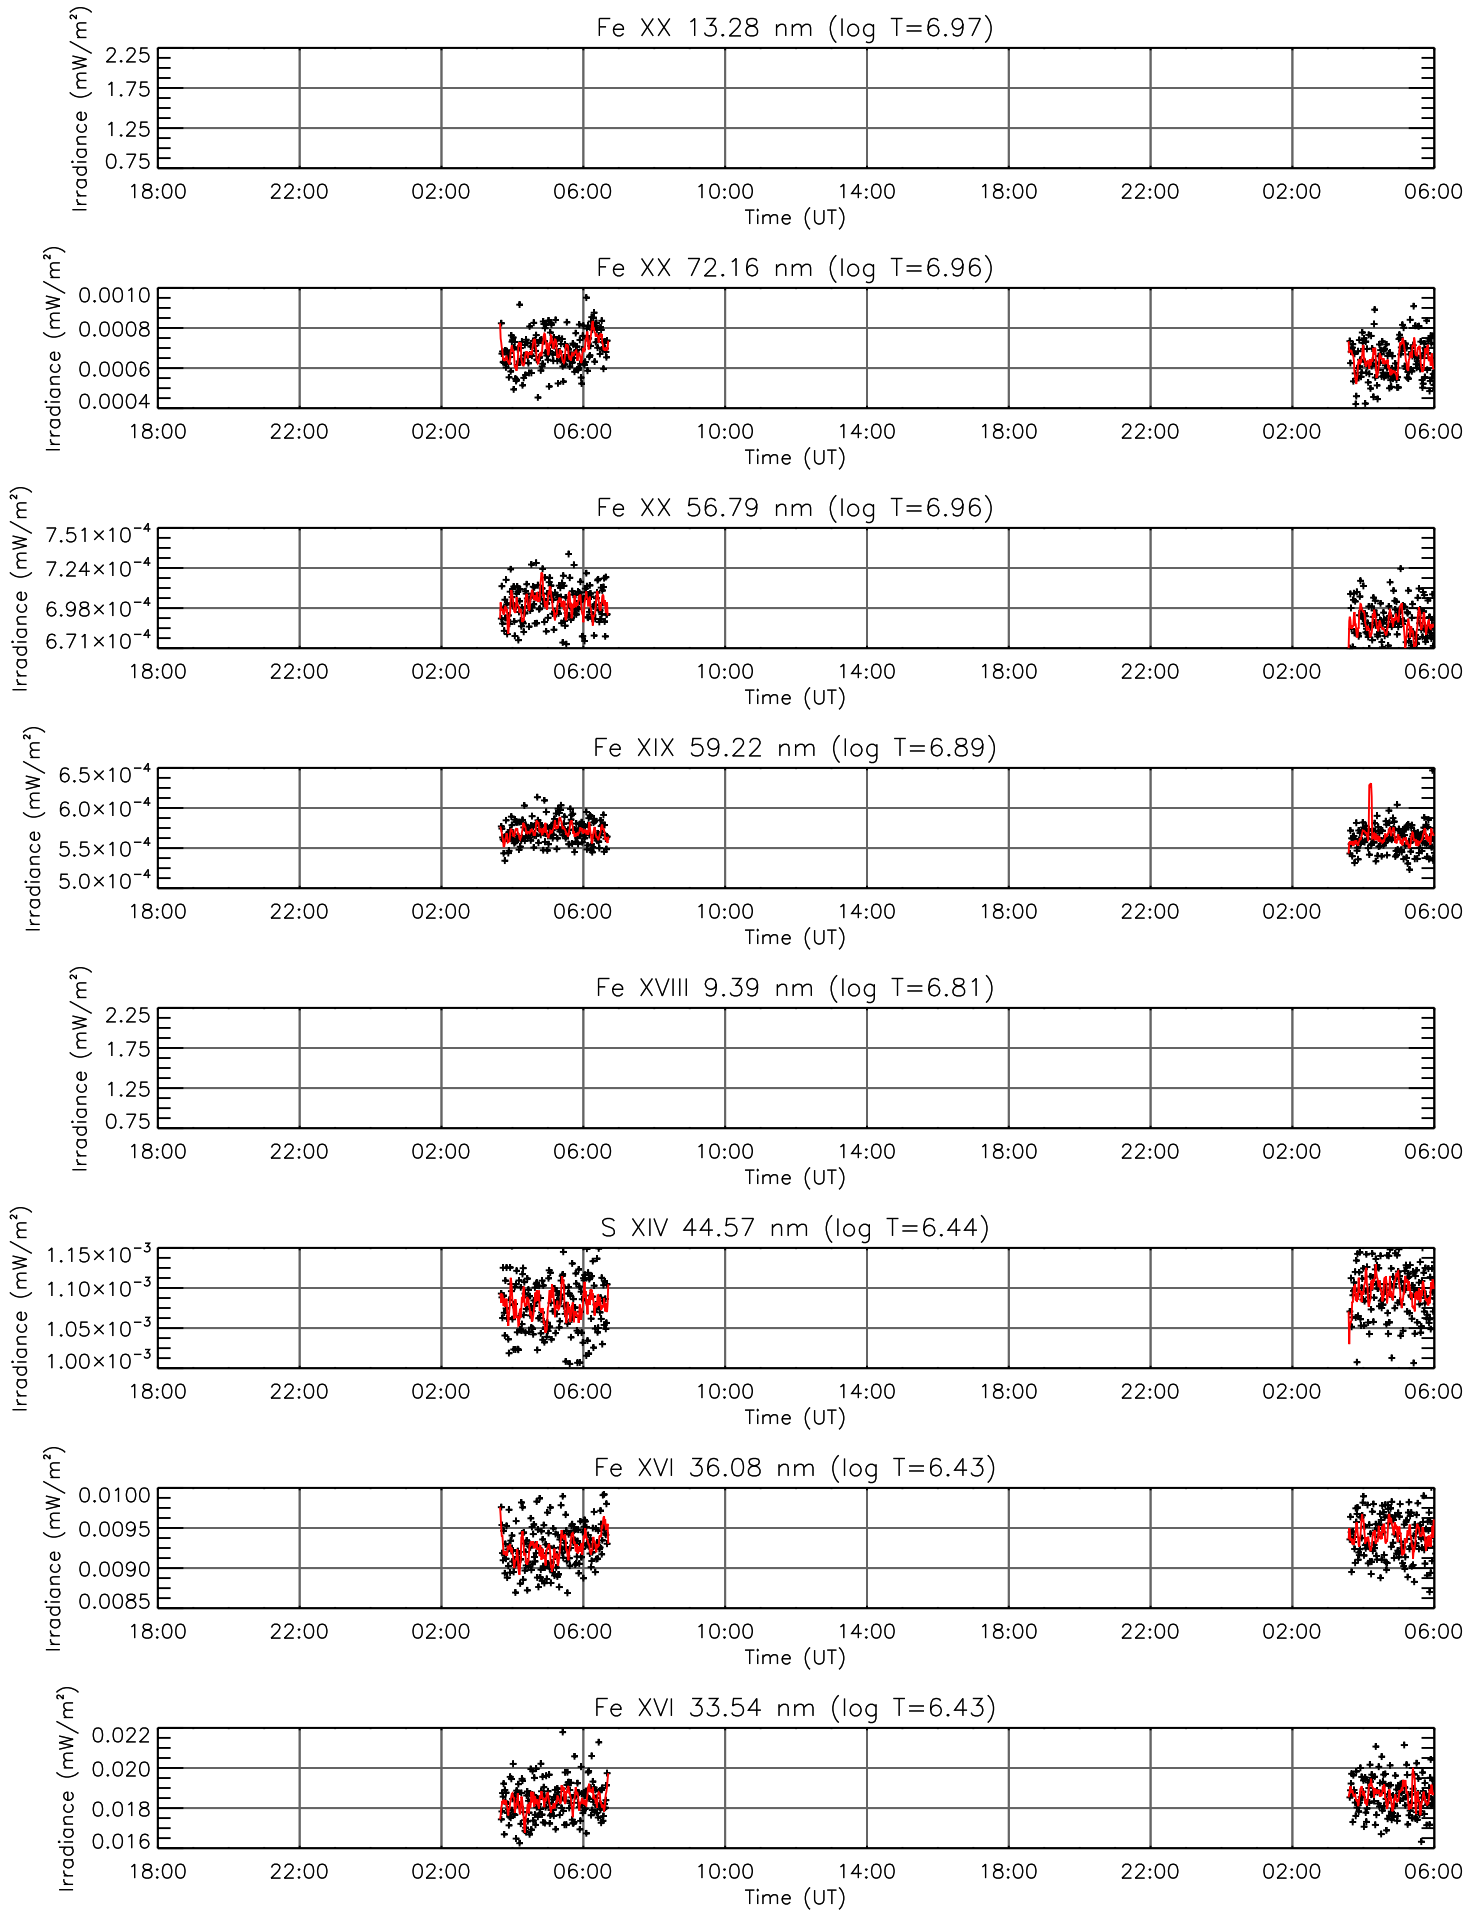 Fe XX 13.28 nm (log T=6.97)
Irradiance (mW/m²)
2.25
1.75
1.25
0.75
18:00 22:00 02:00 06:00 10:00 14:00 18:00 22:00 02:00 06:00
Time (UT)
Fe XX 72.16 nm (log T=6.96)
Irradiance (mW/m²)
0.0010
0.0008
0.0006
0.0004
18:00 22:00 02:00 06:00 10:00 14:00 18:00 22:00 02:00 06:00
Time (UT)
Fe XX 56.79 nm (log T=6.96)
Irradiance (mW/m²)
7.51×10⁻⁴
7.24×10⁻⁴
6.98×10⁻⁴
6.71×10⁻⁴
18:00 22:00 02:00 06:00 10:00 14:00 18:00 22:00 02:00 06:00
Time (UT)
Fe XIX 59.22 nm (log T=6.89)
Irradiance (mW/m²)
6.5×10⁻⁴
6.0×10⁻⁴
5.5×10⁻⁴
5.0×10⁻⁴
18:00 22:00 02:00 06:00 10:00 14:00 18:00 22:00 02:00 06:00
Time (UT)
Fe XVIII 9.39 nm (log T=6.81)
Irradiance (mW/m²)
2.25
1.75
1.25
0.75
18:00 22:00 02:00 06:00 10:00 14:00 18:00 22:00 02:00 06:00
Time (UT)
S XIV 44.57 nm (log T=6.44)
Irradiance (mW/m²)
1.15×10⁻³
1.10×10⁻³
1.05×10⁻³
1.00×10⁻³
18:00 22:00 02:00 06:00 10:00 14:00 18:00 22:00 02:00 06:00
Time (UT)
Fe XVI 36.08 nm (log T=6.43)
Irradiance (mW/m²)
0.0100
0.0095
0.0090
0.0085
18:00 22:00 02:00 06:00 10:00 14:00 18:00 22:00 02:00 06:00
Time (UT)
Fe XVI 33.54 nm (log T=6.43)
Irradiance (mW/m²)
0.022
0.020
0.018
0.016
18:00 22:00 02:00 06:00 10:00 14:00 18:00 22:00 02:00 06:00
Time (UT)